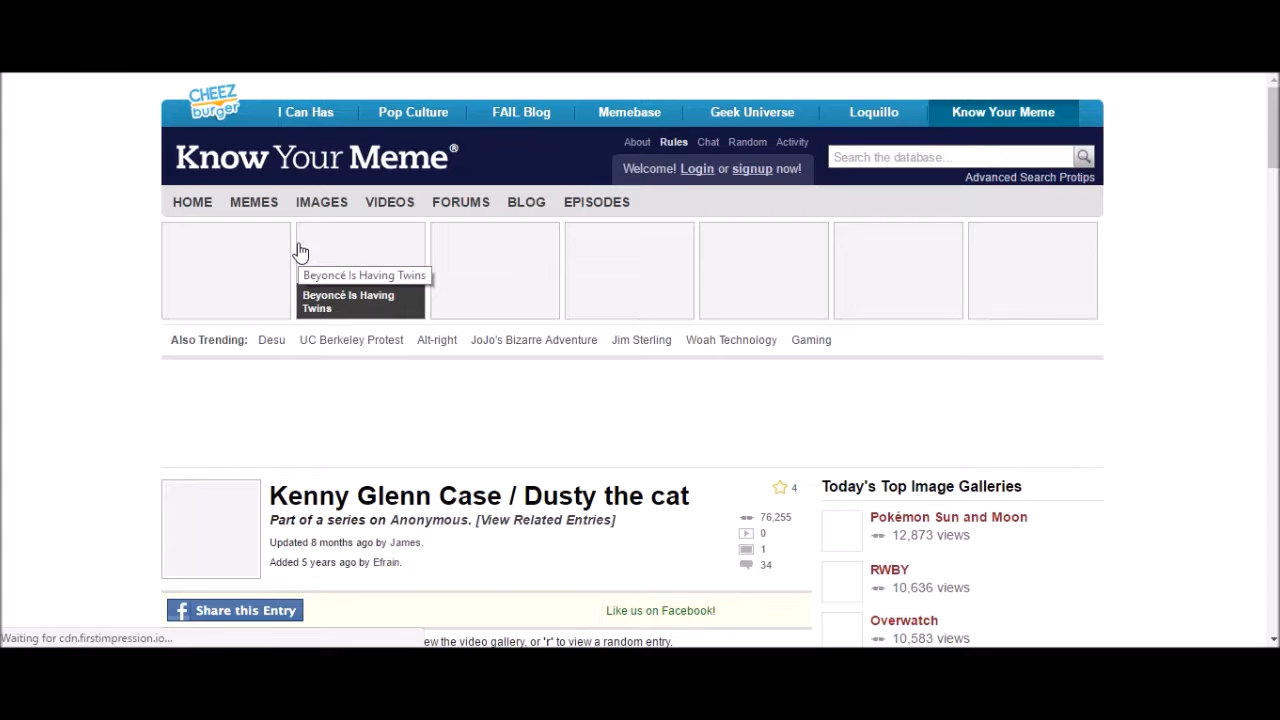 CHEEZ
burger
I Can Has
Pop Culture
FAIL Blog
Memebase
Geek Universe
Loquillo
Know Your Meme
Know Your Meme®
About Rules Chat Random Activity
Welcome! Login or signup now!
Search the database...
Advanced Search Protips
HOME MEMES IMAGES VIDEOS FORUMS BLOG EPISODES
Beyoncé Is Having Twins
Beyoncé Is Having
Twins
Also Trending: Desu UC Berkeley Protest Alt-right JoJo's Bizarre Adventure Jim Sterling Woah Technology Gaming
Kenny Glenn Case / Dusty the cat
Part of a series on Anonymous. [View Related Entries]
Updated 8 months ago by James.
Added 5 years ago by Efrain.
4
76,255
0
1
34
Share this Entry
Like us on Facebook!
ew the video gallery, or 'r' to view a random entry.
Today's Top Image Galleries
Pokémon Sun and Moon
12,873 views
RWBY
10,636 views
Overwatch
10,583 views
Waiting for cdn.firstimpression.io...